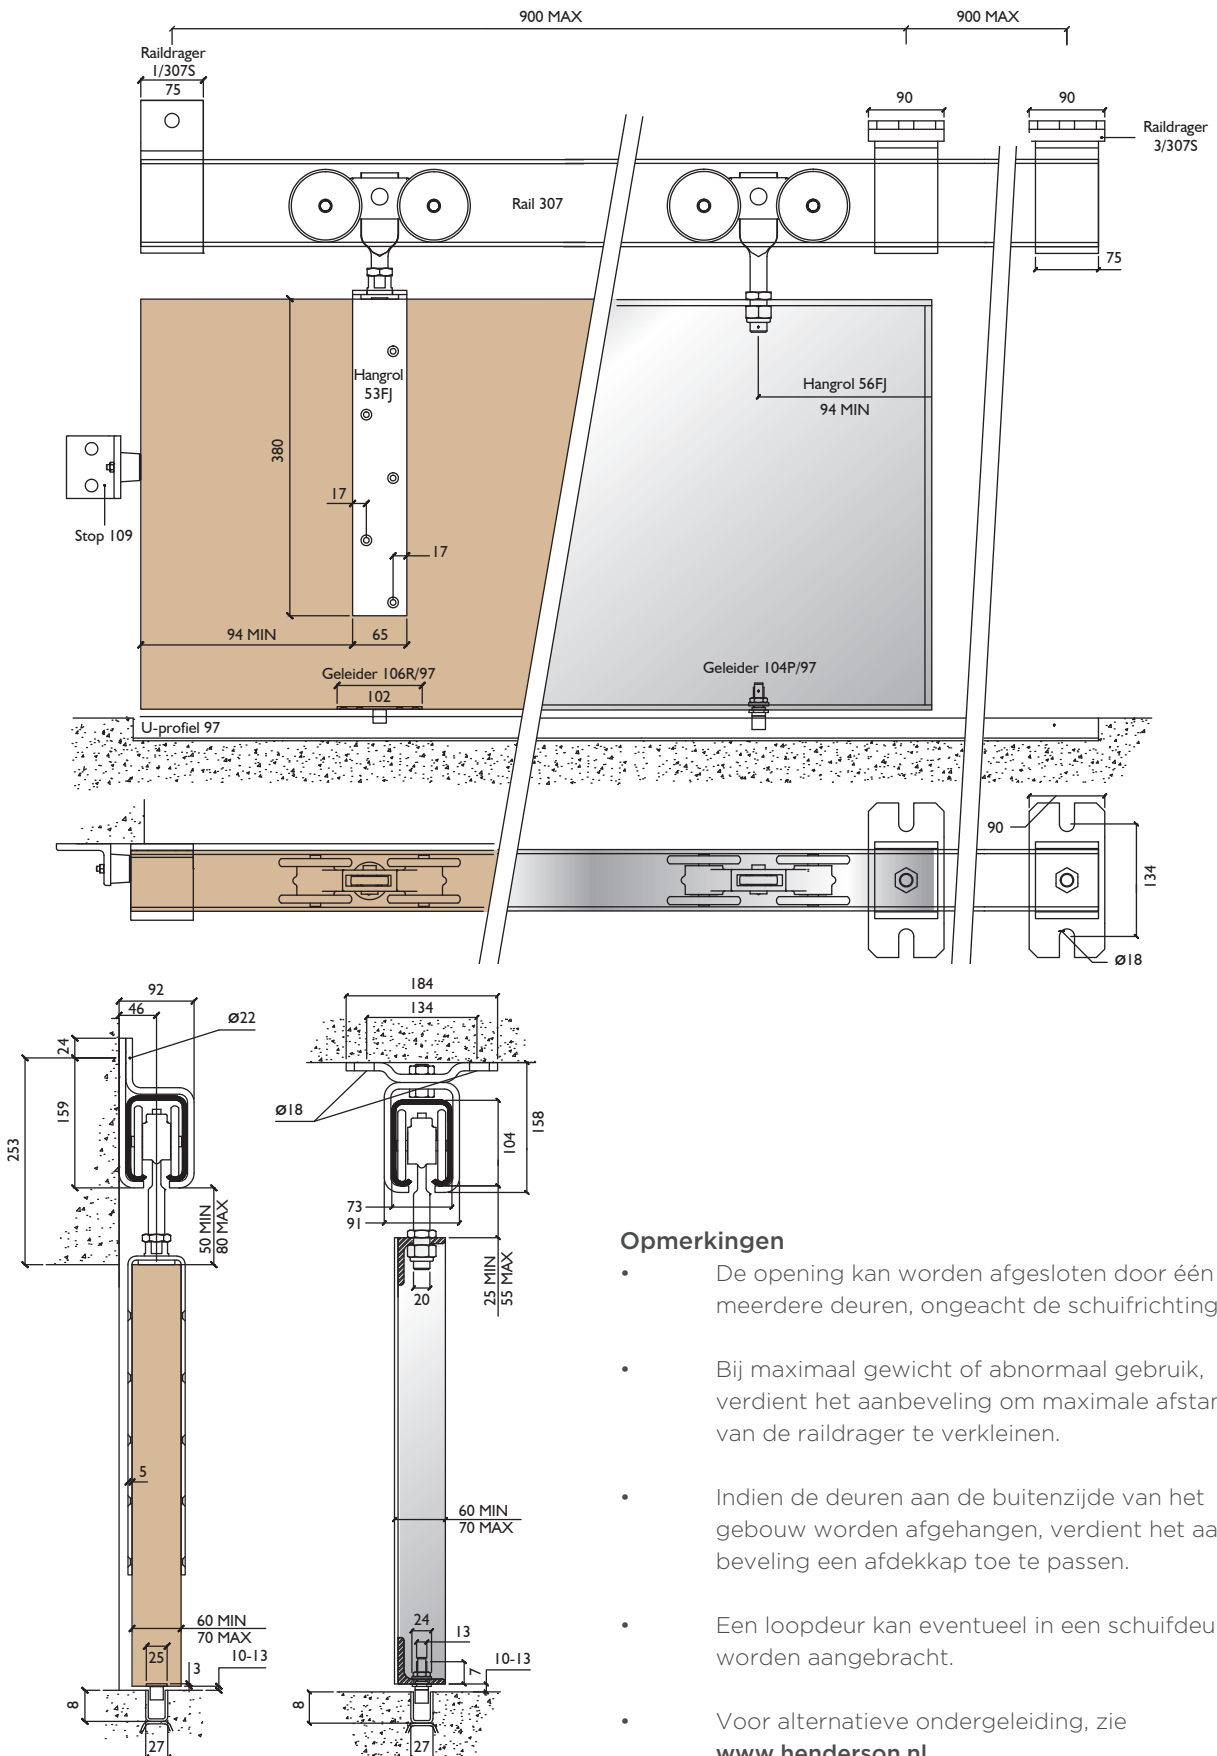 900 MAX
900 MAX
Raildrager
1/307S
75
90
90
Raildrager
3/307S
Rail 307
75
Hangrol
53FJ
Hangrol 56FJ
94 MIN
380
17
17
Stop 109
94 MIN
65
Geleider 106R/97
102
Geleider 104P/97
U-profiel 97
90
134
Ø18
92
46
Ø22
24
159
253
50 MIN
80 MAX
5
60 MIN
70 MAX
25
3
10-13
8
27
184
134
Ø18
158
104
73
91
25 MIN
55 MAX
20
60 MIN
70 MAX
24
13
7
10-13
8
27
Opmerkingen
• De opening kan worden afgesloten door één
meerdere deuren, ongeacht de schuifrichting
• Bij maximaal gewicht of abnormaal gebruik,
verdient het aanbeveling om maximale
van de raildrager te verkleinen.
• Indien de deuren aan de buitenzijde van het
gebouw worden afgehangen, verdient het
beveling een afdekkap toe te passen.
• Een loopdeur kan eventueel in een
worden aangebracht.
• Voor alternatieve ondergeleiding, zie
www.henderson.nl